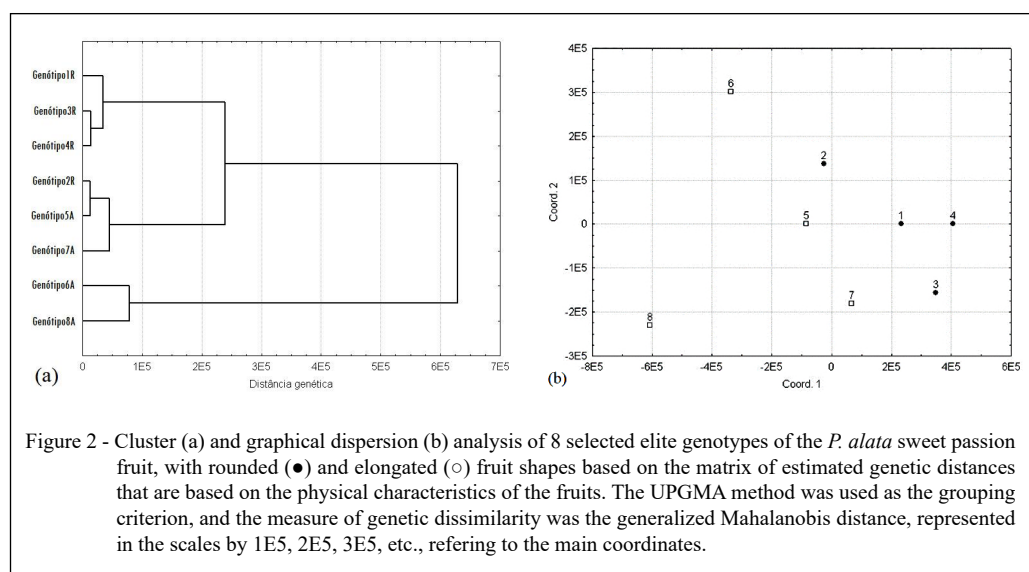 Genótipo1R
Genótipo3R
Genótipo4R
Genótipo2R
Genótipo5A
Genótipo7A
Genótipo6A
Genótipo8A
0 1E5 2E5 3E5 4E5 5E5 6E5 7E5
Distância genética
(a)
4E5
3E5
2E5
1E5
0
-1E5
-2E5
-3E5
Coord. 2
6
2
5
1
4
7
3
8
-8E5 -6E5 -4E5 -2E5 0 2E5 4E5 6E5
Coord. 1
(b)
Figure 2 - Cluster (a) and graphical dispersion (b) analysis of 8 selected elite genotypes of the P. alata sweet passion
fruit, with rounded (●) and elongated (○) fruit shapes based on the matrix of estimated genetic distances
that are based on the physical characteristics of the fruits. The UPGMA method was used as the grouping
criterion, and the measure of genetic dissimilarity was the generalized Mahalanobis distance, represented
in the scales by 1E5, 2E5, 3E5, etc., refering to the main coordinates.